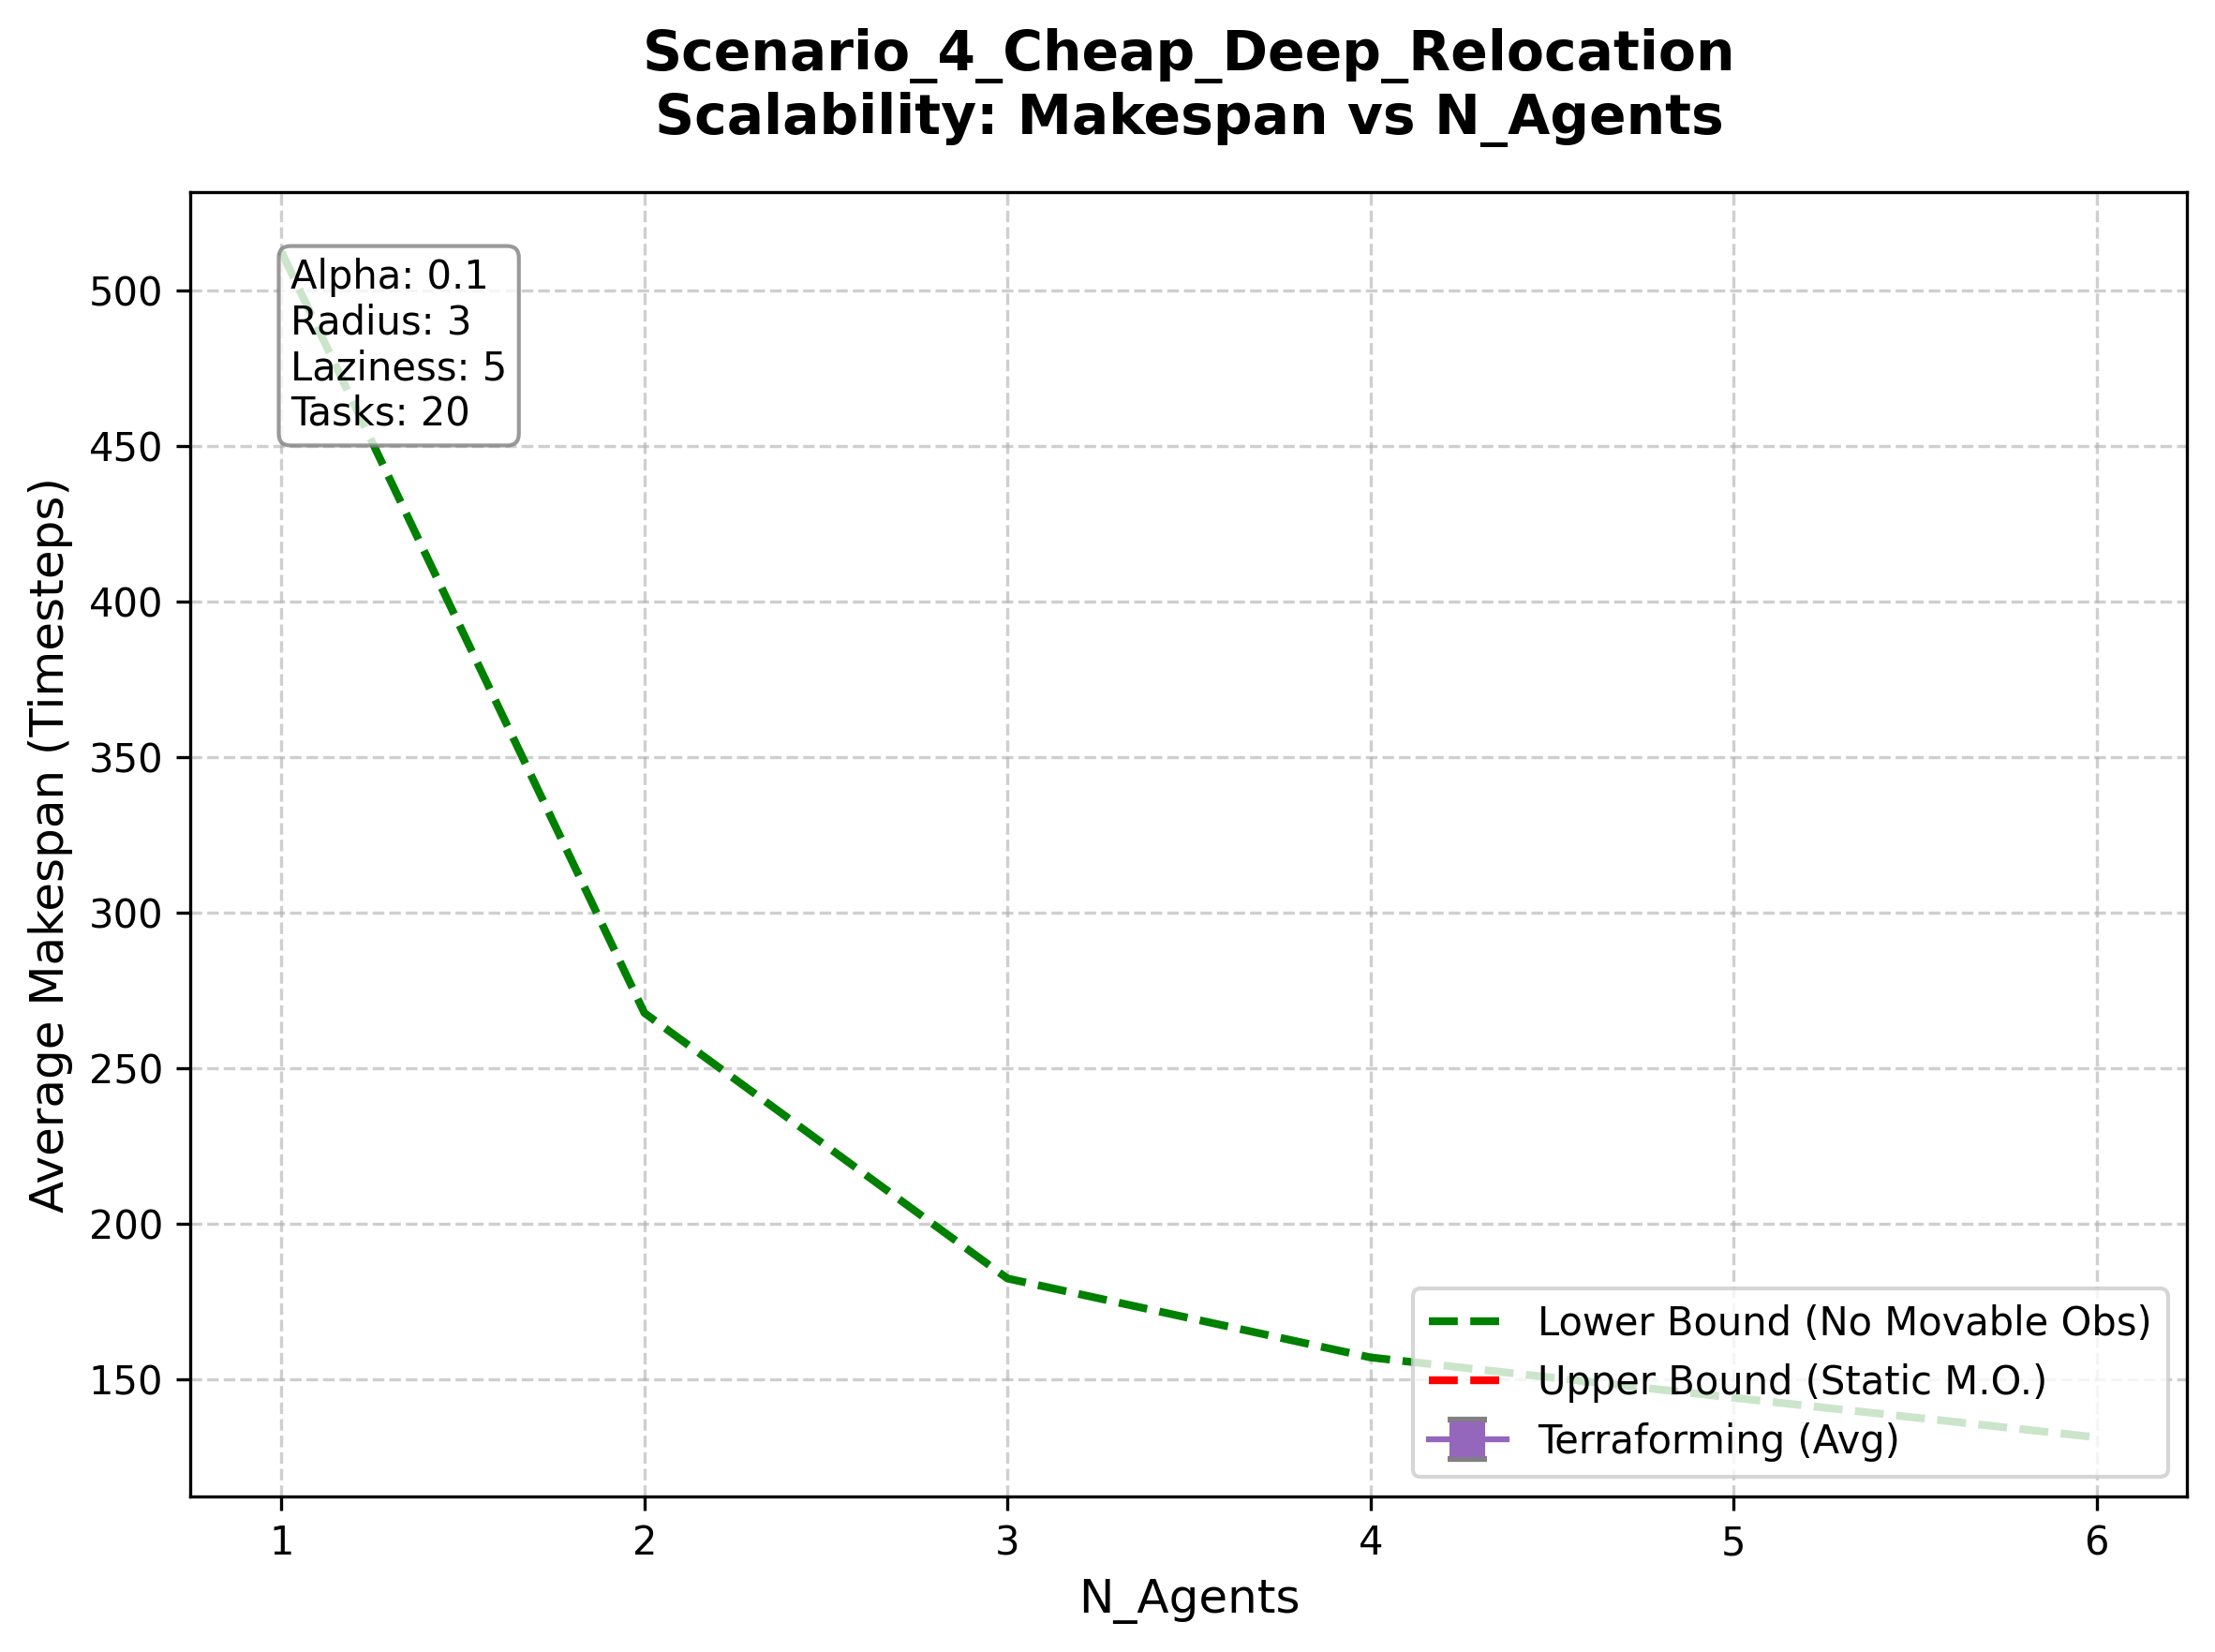 Scenario_4_Cheap_Deep_Relocation
Scalability: Makespan vs N_Agents
Average Makespan (Timesteps)
500
450
400
350
300
250
200
150
Alpha: 0.1
Radius: 3
Laziness: 5
Tasks: 20
Lower Bound (No Movable Obs)
Upper Bound (Static M.O.)
Terraforming (Avg)
1 2 3 4 5 6
N_Agents